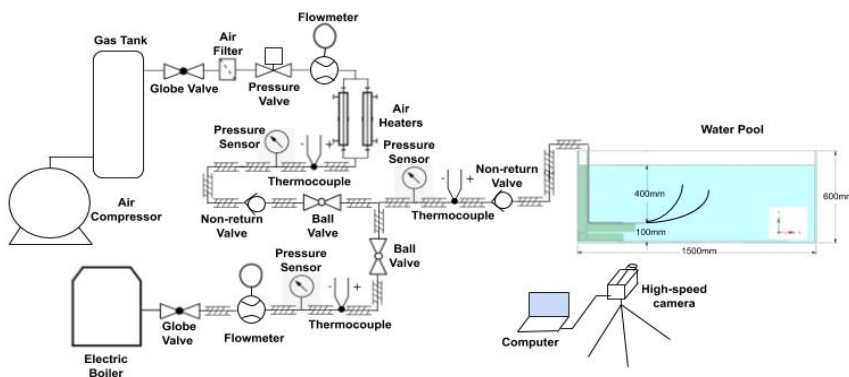 Flowmeter
Gas Tank
Air
Filter
Globe Valve
Pressure
Valve
Air
Heaters
Pressure
Sensor
- +
Thermocouple
Pressure
Sensor
- +
Thermocouple
Non-return
Valve
Water Pool
400mm
100mm
600mm
1500mm
Air
Compressor
Non-return
Valve
Ball
Valve
Ball
Valve
Pressure
Sensor
- +
Thermocouple
Globe
Valve
Flowmeter
Electric
Boiler
High-speed
camera
Computer